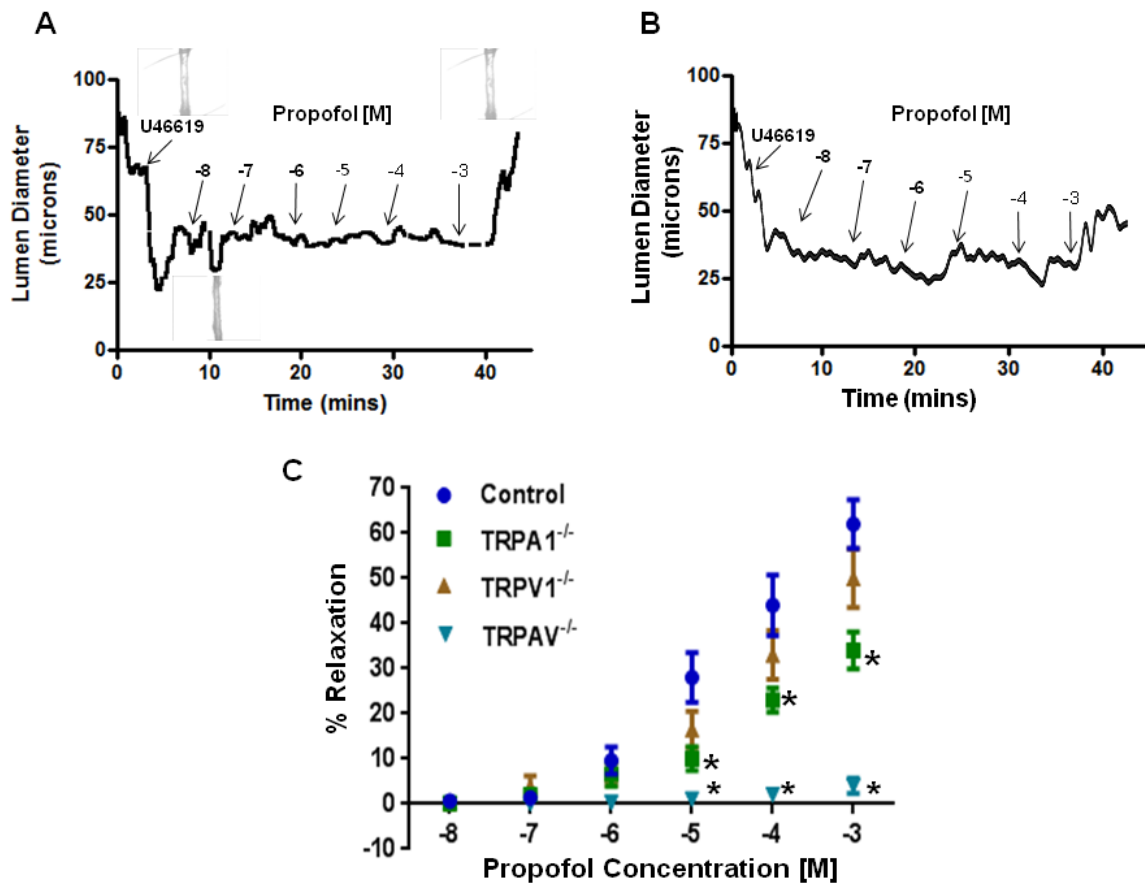 A
100
75
50
25
0
Lumen Diameter
(microns)
U46619
Propofol [M]
-8
-7
-6
-5
-4
-3
0
10
20
30
40
Time (mins)
B
100
75
50
25
0
Lumen Diameter
(microns)
U46619
Propofol [M]
-8
-7
-6
-5
-4
-3
0
10
20
30
40
Time (mins)
C
70
60
50
40
30
20
10
0
-10
% Relaxation
Control
TRPA1-/-
TRPV1-/-
TRPAV-/-
*
*
*
*
*
*
-8
-7
-6
-5
-4
-3
Propofol Concentration [M]